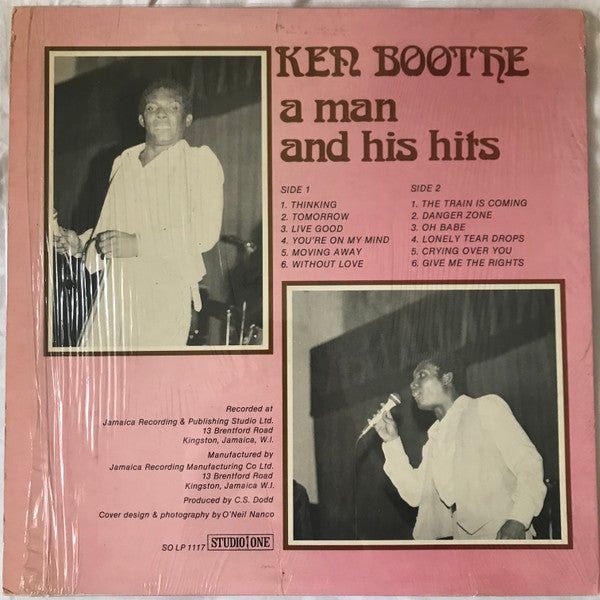 KEN BOOTHE
a man
and his hits
SIDE 1
1. THINKING
2. TOMORROW
3. LIVE GOOD
4. YOU'RE ON MY MIND
5. MOVING AWAY
6. WITHOUT LOVE
SIDE 2
1. THE TRAIN IS COMING
2. DANGER ZONE
3. OH BABE
4. LONELY TEAR DROPS
5. CRYING OVER YOU
6. GIVE ME THE RIGHTS
Recorded at
Jamaica Recording & Publishing Studio Ltd.
13 Brentford Road
Kingston, Jamaica, W.I.
Manufactured by
Jamaica Recording Manufacturing Co Ltd.
13 Brentford Road
Kingston, Jamaica W.I.
Produced by C.S. Dodd
Cover design & photography by O'Neil Nanco
SO LP 1117 STUDIO ONE